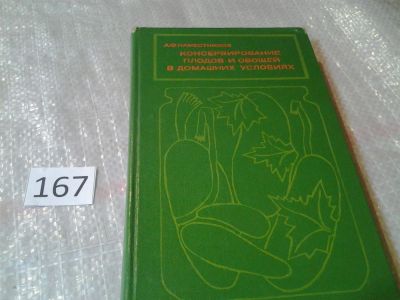 А.Ф. НАМЕСТНИКОВ
КОНСЕРВИРОВАНИЕ
ПЛОДОВ И ОВОЩЕЙ
В ДОМАШНИХ УСЛОВИЯХ
167